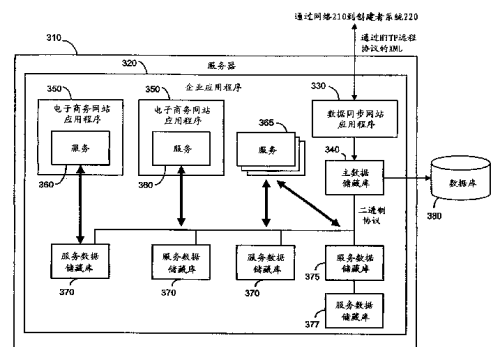 通过网络210到创建者系统220
310
通过HTTP远程
协议的XML
服务器
320
企业应用程序
350
350
330
电子商务网站
应用程序
电子商务网站
应用程序
365
数据同步网站
应用程序
服务
服务
服务
340
主数据
储藏库
360
360
数据库
380
二进制
协议
服务数据
储藏库
服务数据
储藏库
服务数据
储藏库
375
服务数据
储藏库
370
370
370
377
服务数据
储藏库